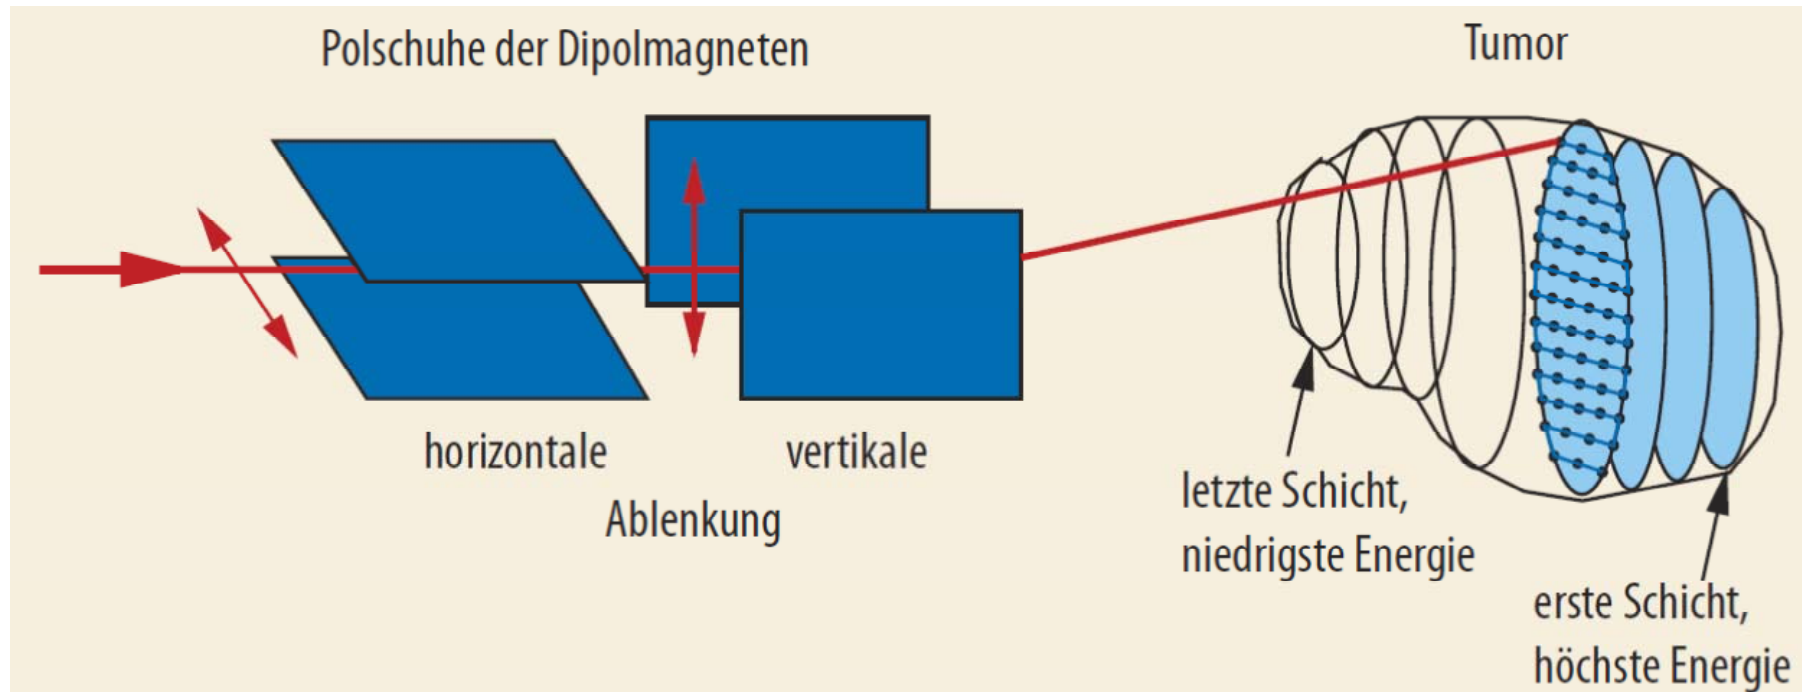 Polschuhe der Dipolmagneten
Tumor
horizontale
vertikale
Ablenkung
letzte Schicht,
niedrigste Energie
erste Schicht,
höchste Energie